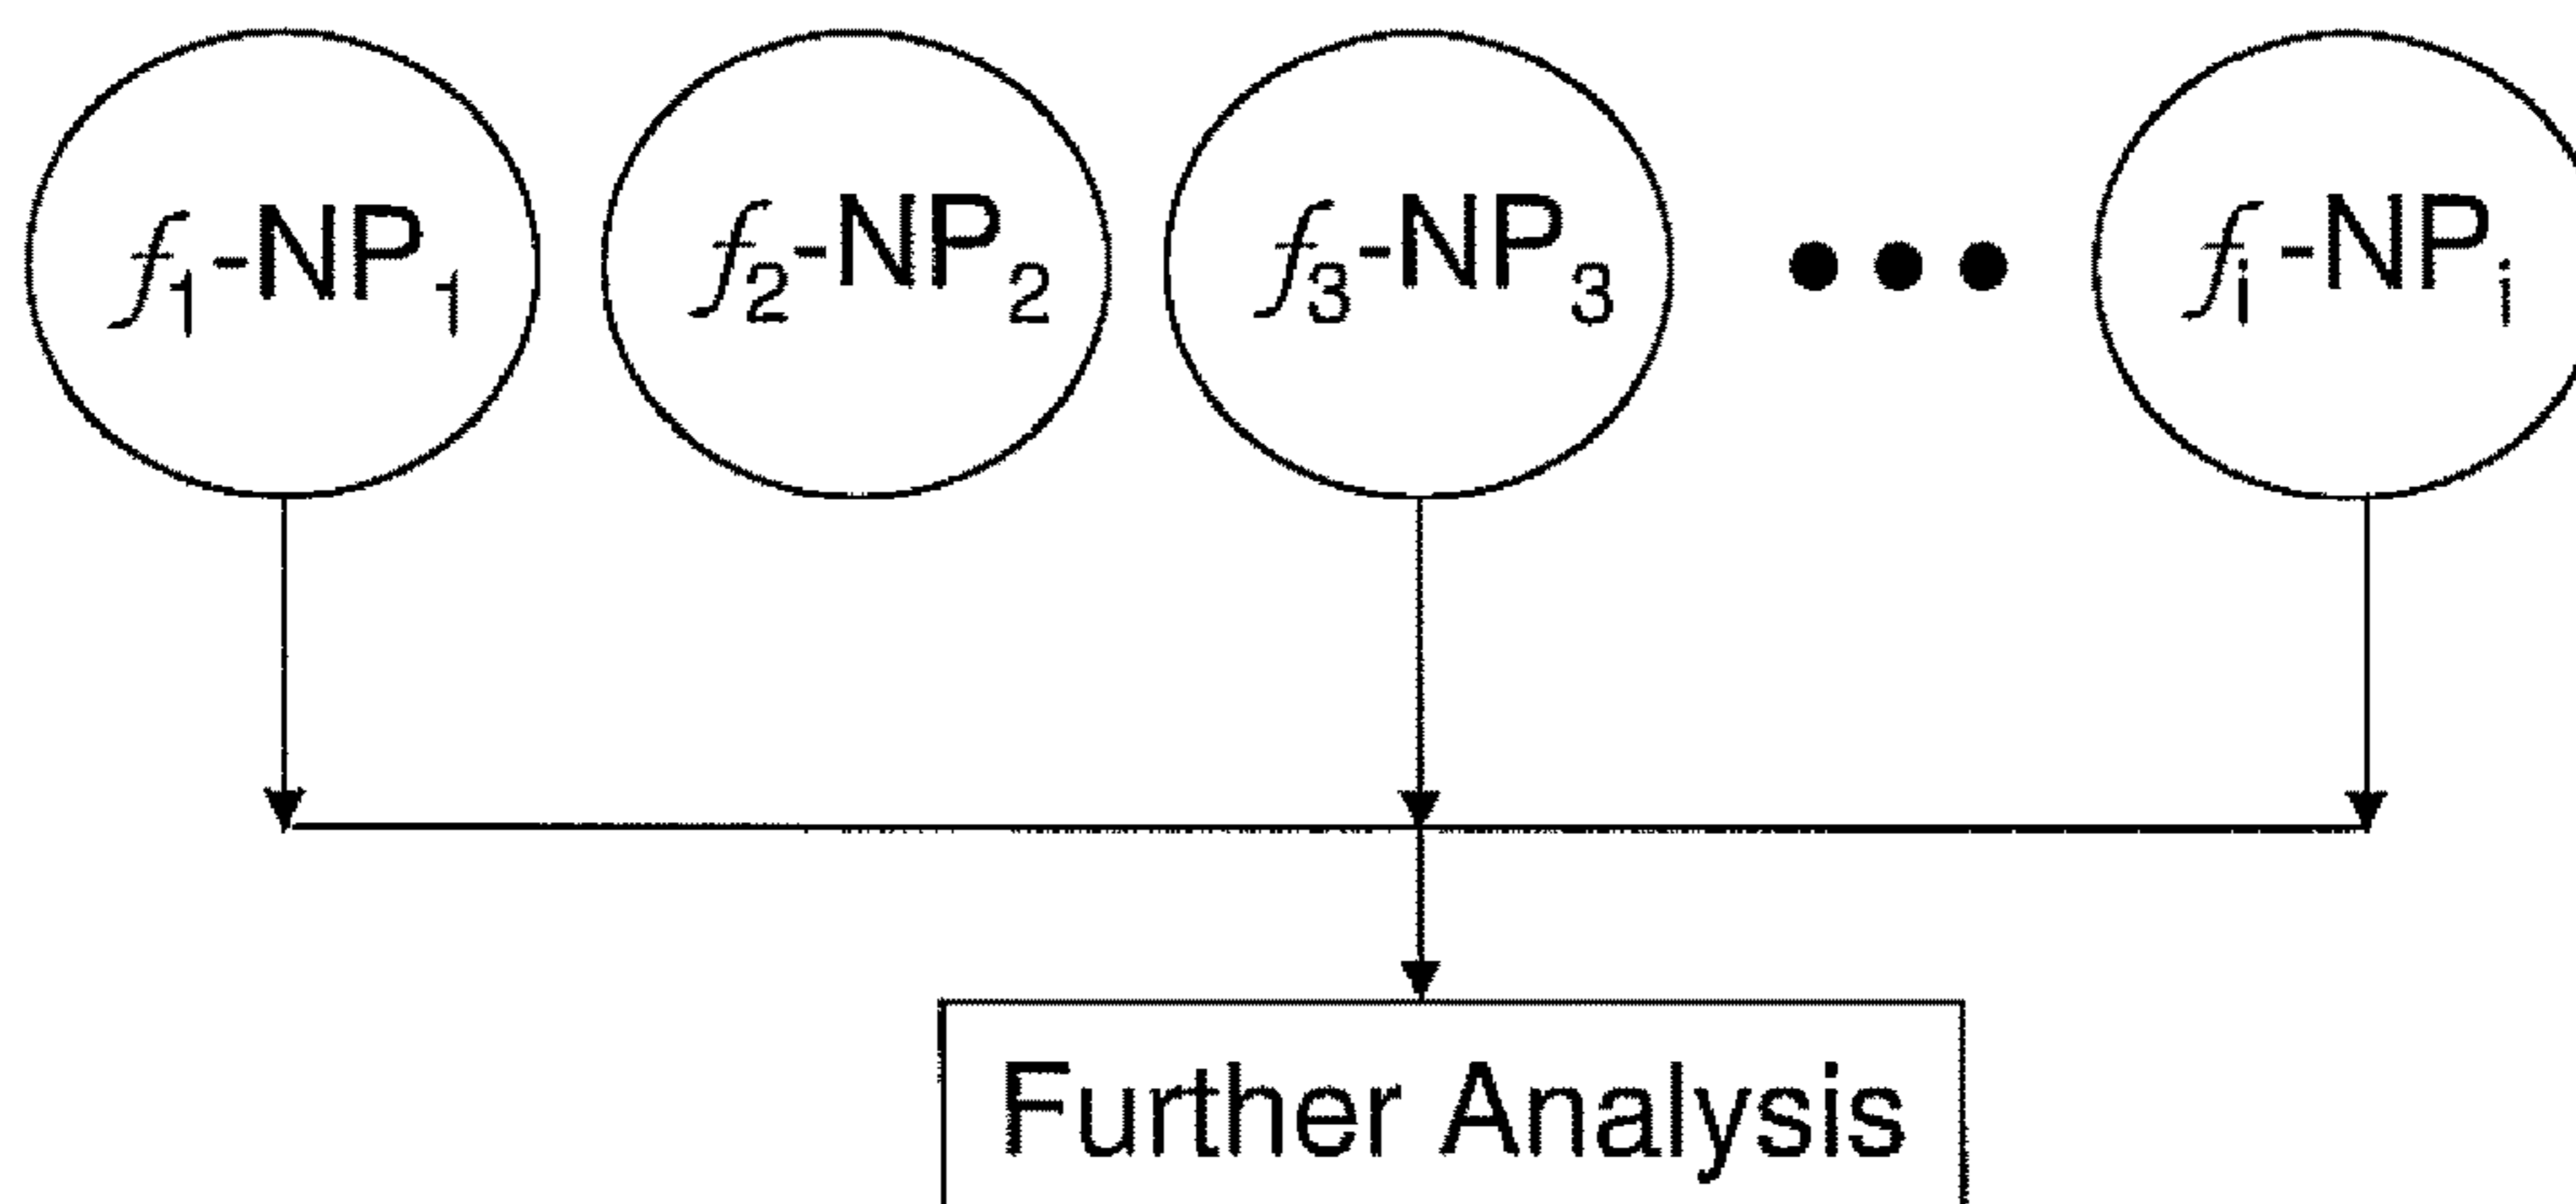 f₁-NP₁ f₂-NP₂ f₃-NP₃ ••• fᵢ-NPᵢ
Further Analysis